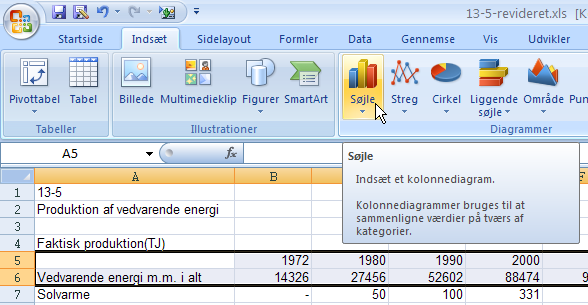 13-5-revideret.xls [K
Startside Indsæt Sidelayout Formler Data Gennemse Vis Udvikler
Pivottabel Tabel Billede Multimedieklip Figurer SmartArt Søjle Streg Cirkel Liggende søjle Område Pun
Tabeller Illustrationer Diagrammer
A5 fx
Søjle
Indsæt et kolonnediagram.
Kolonnediagrammer bruges til at
sammenligne værdier på tværs af
kategorier.
A B F
1 13-5
2 Produktion af vedvarende energi
3
4 Faktisk produktion(TJ)
5 1972 1980 1990 2000
6 Vedvarende energi m.m. i alt 14326 27456 52602 88474 9
7 Solvarme - 50 100 331